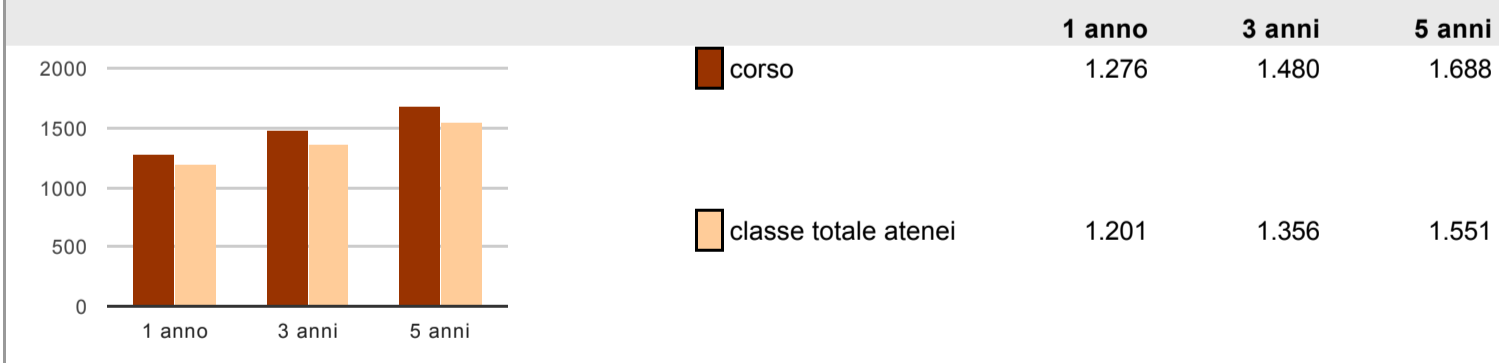 1 anno 3 anni 5 anni
2000
1500
1000
500
0
1 anno 3 anni 5 anni
corso 1.276 1.480 1.688
classe totale atenei 1.201 1.356 1.551